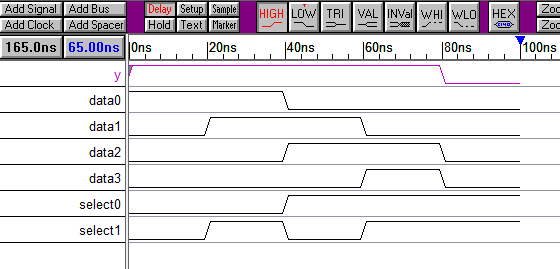 Add Signal Add Bus Delay Setup Sample HIGH LOW TRI VAL INVal WHI WLO HEX Zoo
Add Clock Add Spacer Hold Text Marker Zoo
165.0ns 65.00ns 0ns 20ns 40ns 60ns 80ns 100ns
y
data0
data1
data2
data3
select0
select1